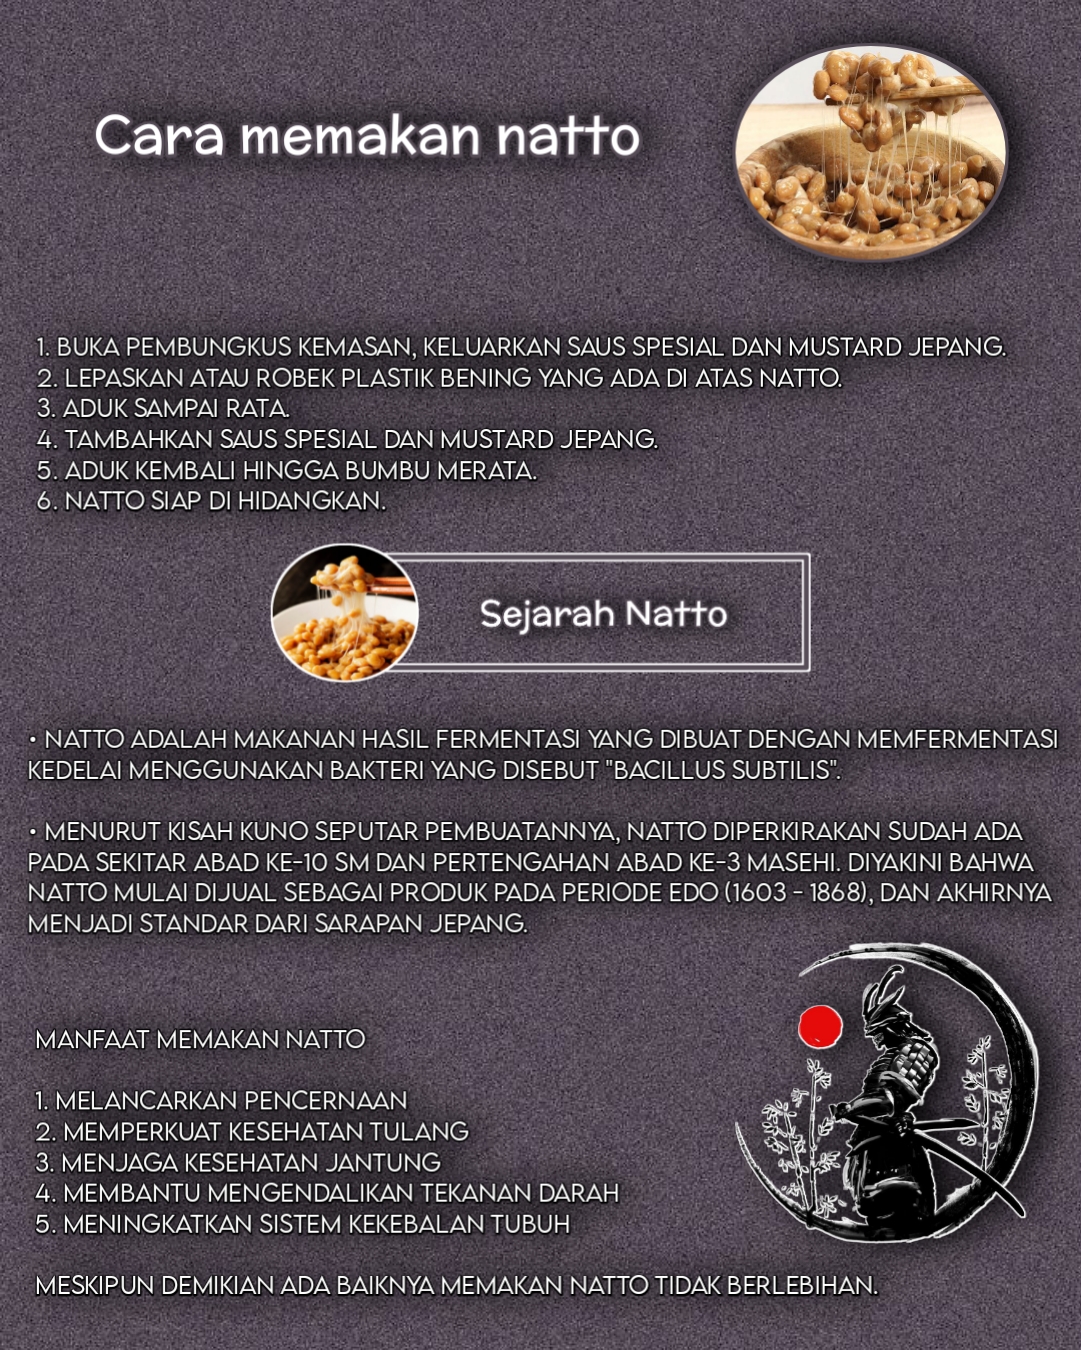 Cara memakan natto
1. BUKA PEMBUNGKUS KEMASAN, KELUARKAN SAUS SPESIAL DAN MUSTARD JEPANG.
2. LEPASKAN ATAU ROBEK PLASTIK BENING YANG ADA DI ATAS NATTO.
3. ADUK SAMPAI RATA.
4. TAMBAHKAN SAUS SPESIAL DAN MUSTARD JEPANG.
5. ADUK KEMBALI HINGGA BUMBU MERATA.
6. NATTO SIAP DI HIDANGKAN.
Sejarah Natto
• NATTO ADALAH MAKANAN HASIL FERMENTASI YANG DIBUAT DENGAN MEMFERMENTASI
KEDELAI MENGGUNAKAN BAKTERI YANG DISEBUT "BACILLUS SUBTILIS".
• MENURUT KISAH KUNO SEPUTAR PEMBUATANNYA, NATTO DIPERKIRAKAN SUDAH ADA
PADA SEKITAR ABAD KE-10 SM DAN PERTENGAHAN ABAD KE-3 MASEHI. DIYAKINI BAHWA
NATTO MULAI DIJUAL SEBAGAI PRODUK PADA PERIODE EDO (1603 - 1868), DAN AKHIRNYA
MENJADI STANDAR DARI SARAPAN JEPANG.
MANFAAT MEMAKAN NATTO
1. MELANCARKAN PENCERNAAN
2. MEMPERKUAT KESEHATAN TULANG
3. MENJAGA KESEHATAN JANTUNG
4. MEMBANTU MENGENDALIKAN TEKANAN DARAH
5. MENINGKATKAN SISTEM KEKEBALAN TUBUH
MESKIPUN DEMIKIAN ADA BAIKNYA MEMAKAN NATTO TIDAK BERLEBIHAN.